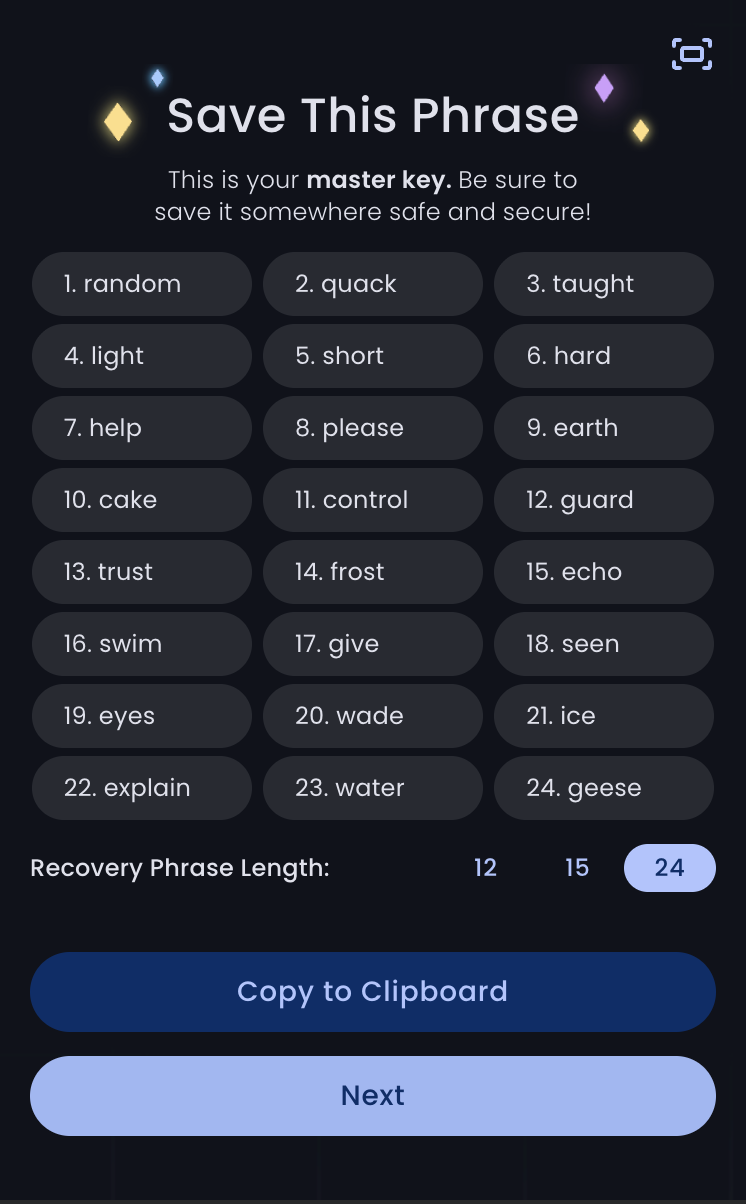 Save This Phrase
This is your master key. Be sure to
save it somewhere safe and secure!
1. random 2. quack 3. taught
4. light 5. short 6. hard
7. help 8. please 9. earth
10. cake 11. control 12. guard
13. trust 14. frost 15. echo
16. swim 17. give 18. seen
19. eyes 20. wade 21. ice
22. explain 23. water 24. geese
Recovery Phrase Length: 12 15 24
Copy to Clipboard
Next